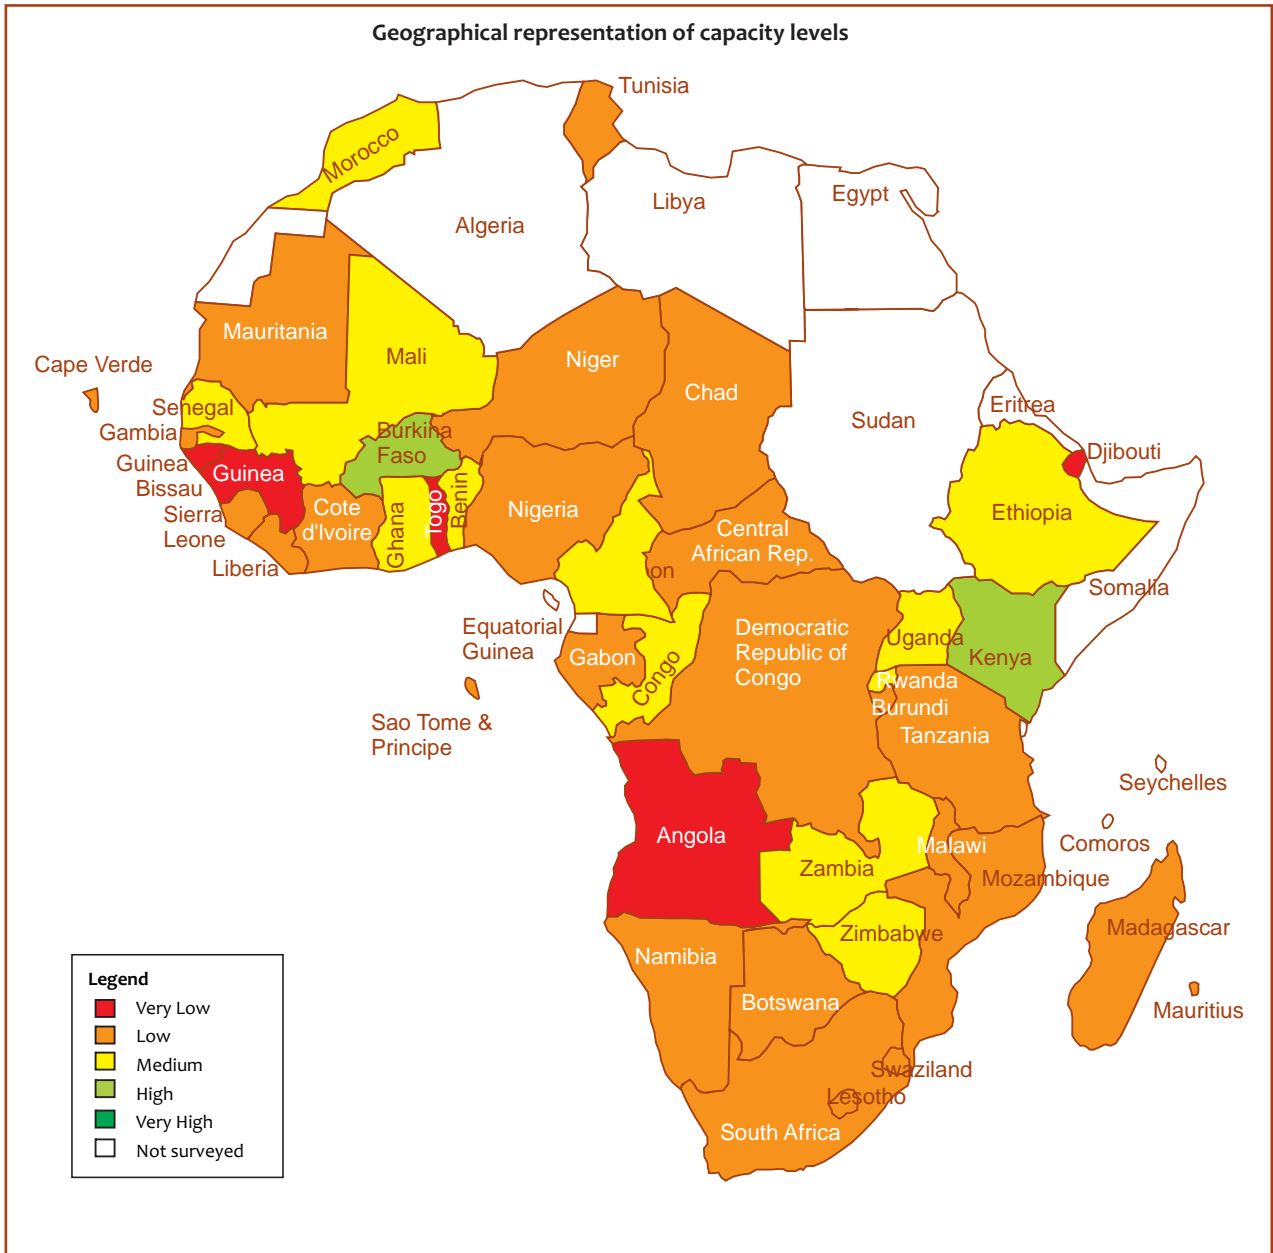 Geographical representation of capacity levels
Tunisia
Morocco
Algeria
Libya
Egypt
Mauritania
Mali
Niger
Chad
Sudan
Eritrea
Djibouti
Cape Verde
Senegal
Gambia
Guinea
Bissau
Guinea
Sierra
Leone
Liberia
Cote
d'Ivoire
Burkina
Faso
Ghana
Togo
Benin
Nigeria
Central
African Rep.
on
Ethiopia
Somalia
Equatorial
Guinea
Gabon
Congo
Democratic
Republic of
Congo
Uganda
Kenya
Rwanda
Burundi
Tanzania
Sao Tome &
Principe
Seychelles
Comoros
Angola
Zambia
Malawi
Mozambique
Madagascar
Mauritius
Zimbabwe
Namibia
Botswana
Swaziland
Lesotho
South Africa
Legend
Very Low
Low
Medium
High
Very High
Not surveyed